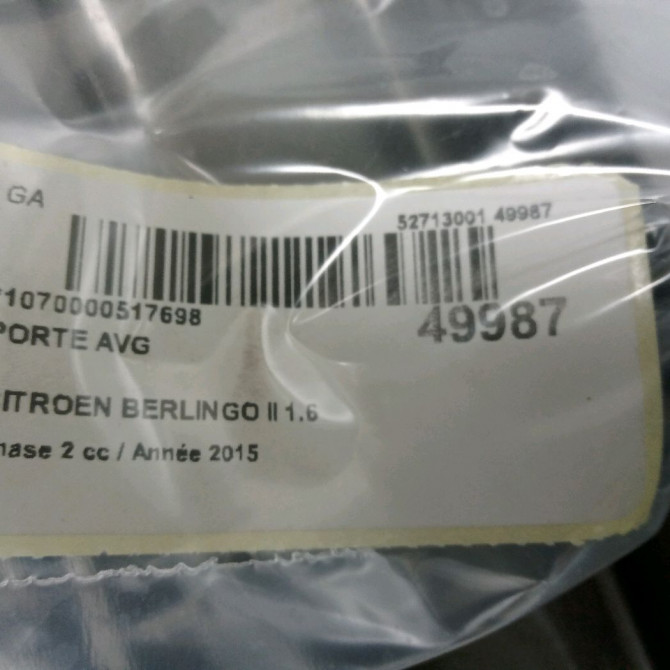 GA
52713001 49987
1070000517698
49987
PORTE AVG
ITROEN BERLINGO II 1.6
hase 2 cc / Année 2015